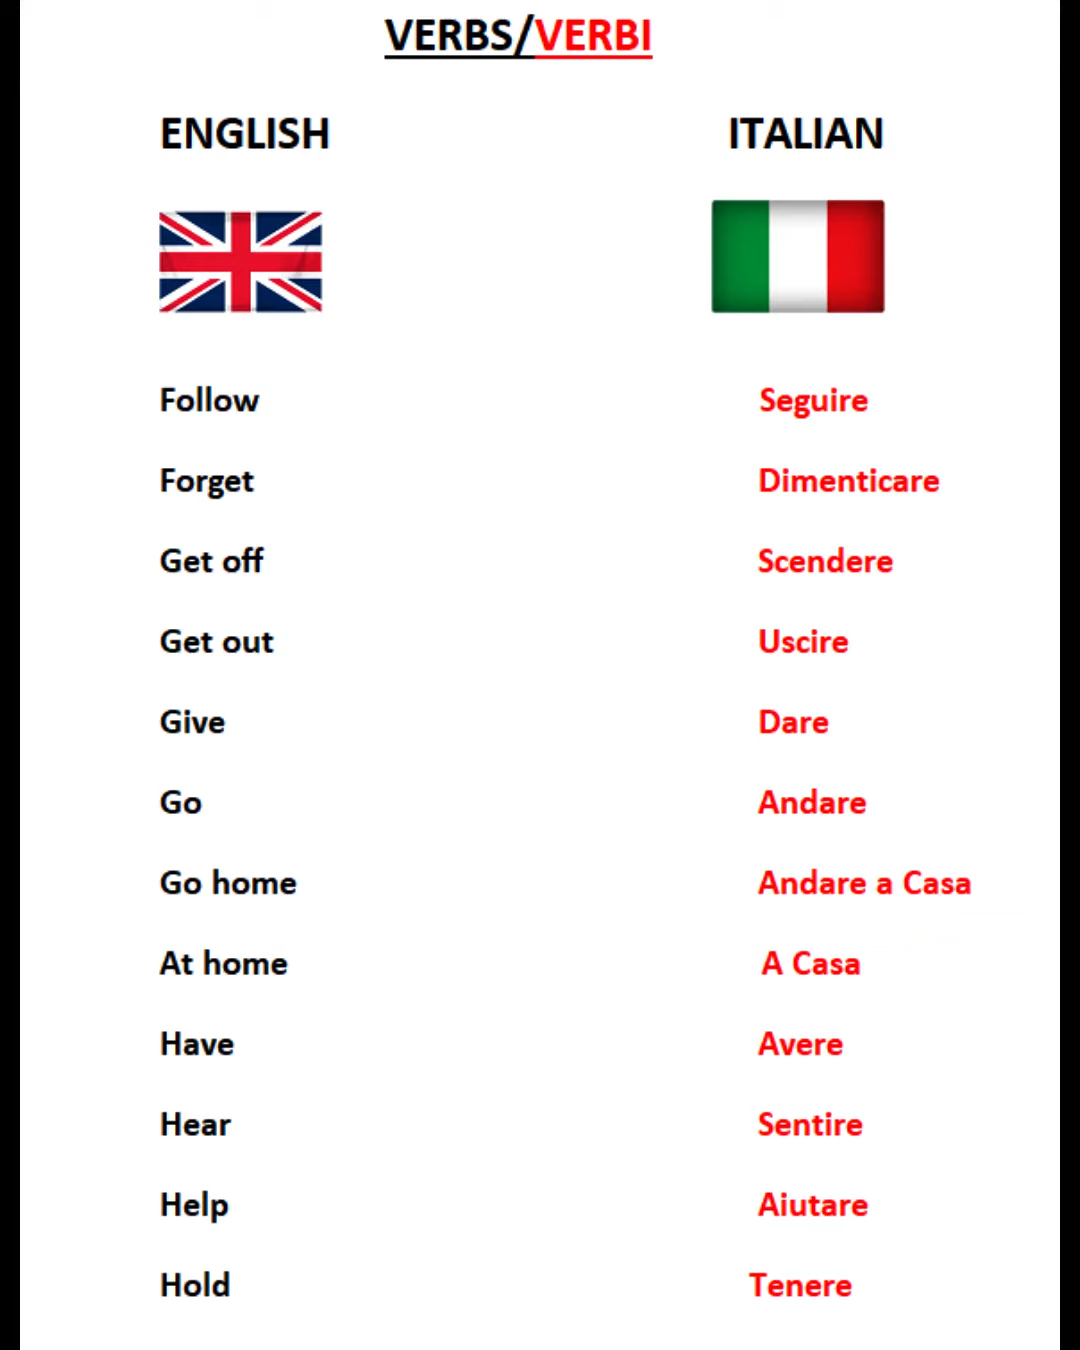 VERBS/VERBI
ENGLISH ITALIAN
Follow Seguire
Forget Dimenticare
Get off Scendere
Get out Uscire
Give Dare
Go Andare
Go home Andare a Casa
At home A Casa
Have Avere
Hear Sentire
Help Aiutare
Hold Tenere